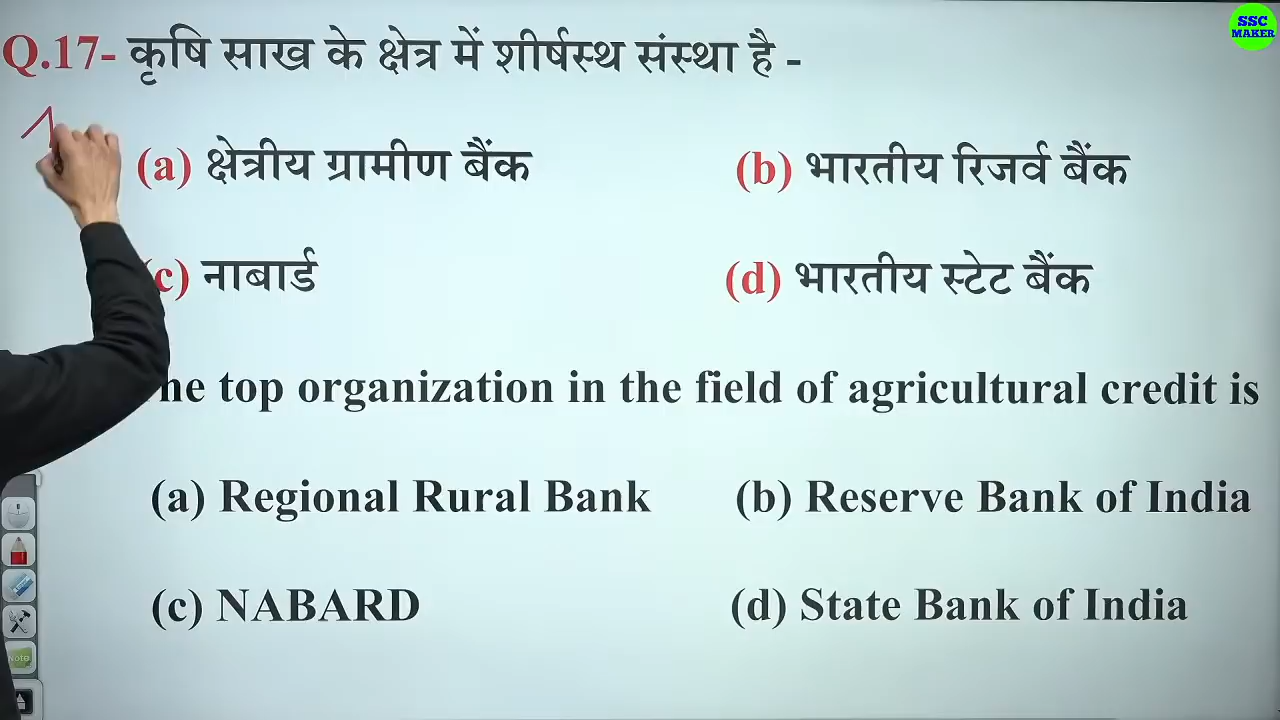 SSC
MAKER
Q.17- कृषि साख के क्षेत्र में शीर्षस्थ संस्था है -
(a) क्षेत्रीय ग्रामीण बैंक (b) भारतीय रिजर्व बैंक
(c) नाबार्ड (d) भारतीय स्टेट बैंक
he top organization in the field of agricultural credit is
(a) Regional Rural Bank (b) Reserve Bank of India
(c) NABARD (d) State Bank of India
Note